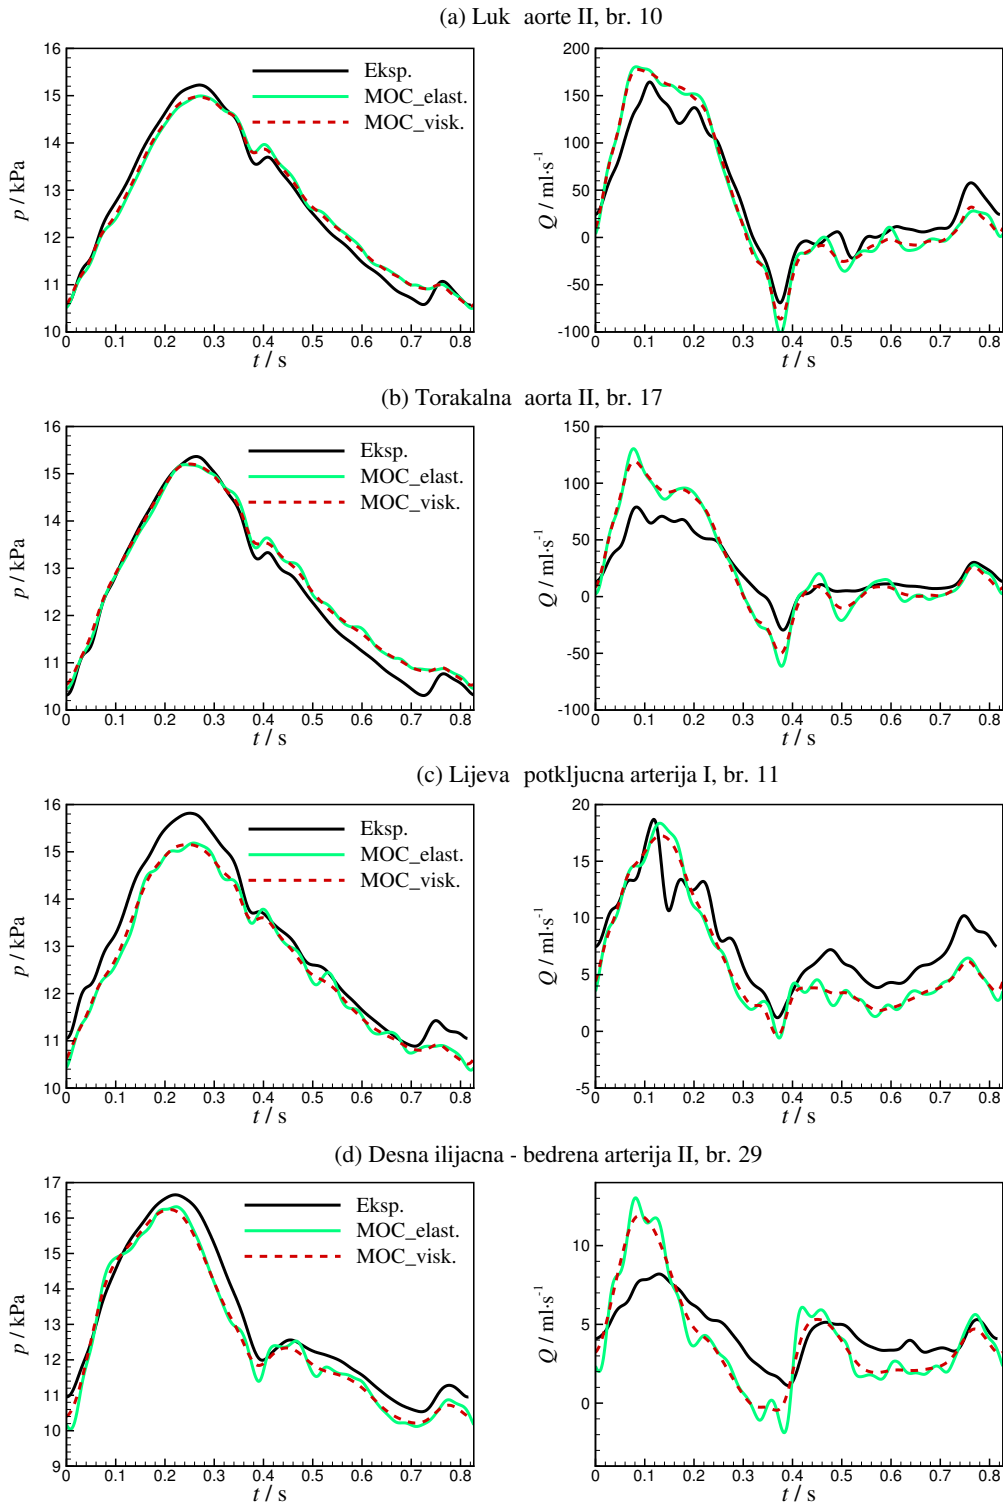 (a) Luk aorte II, br. 10
16
15
14
13
12
11
10
p / kPa
Eksp.
MOC_elast.
MOC_visk.
0 0.1 0.2 0.3 0.4 0.5 0.6 0.7 0.8
t / s
200
150
100
50
0
-50
-100
Q / ml·s⁻¹
0 0.1 0.2 0.3 0.4 0.5 0.6 0.7 0.8
t / s
(b) Torakalna aorta II, br. 17
16
15
14
13
12
11
10
p / kPa
Eksp.
MOC_elast.
MOC_visk.
0 0.1 0.2 0.3 0.4 0.5 0.6 0.7 0.8
t / s
150
100
50
0
-50
-100
Q / ml·s⁻¹
0 0.1 0.2 0.3 0.4 0.5 0.6 0.7 0.8
t / s
(c) Lijeva potkljucna arterija I, br. 11
16
15
14
13
12
11
10
p / kPa
Eksp.
MOC_elast.
MOC_visk.
0 0.1 0.2 0.3 0.4 0.5 0.6 0.7 0.8
t / s
20
15
10
5
0
-5
Q / ml·s⁻¹
0 0.1 0.2 0.3 0.4 0.5 0.6 0.7 0.8
t / s
(d) Desna ilijacna - bedrena arterija II, br. 29
17
16
15
14
13
12
11
10
9
p / kPa
Eksp.
MOC_elast.
MOC_visk.
0 0.1 0.2 0.3 0.4 0.5 0.6 0.7 0.8
t / s
10
5
0
Q / ml·s⁻¹
0 0.1 0.2 0.3 0.4 0.5 0.6 0.7 0.8
t / s